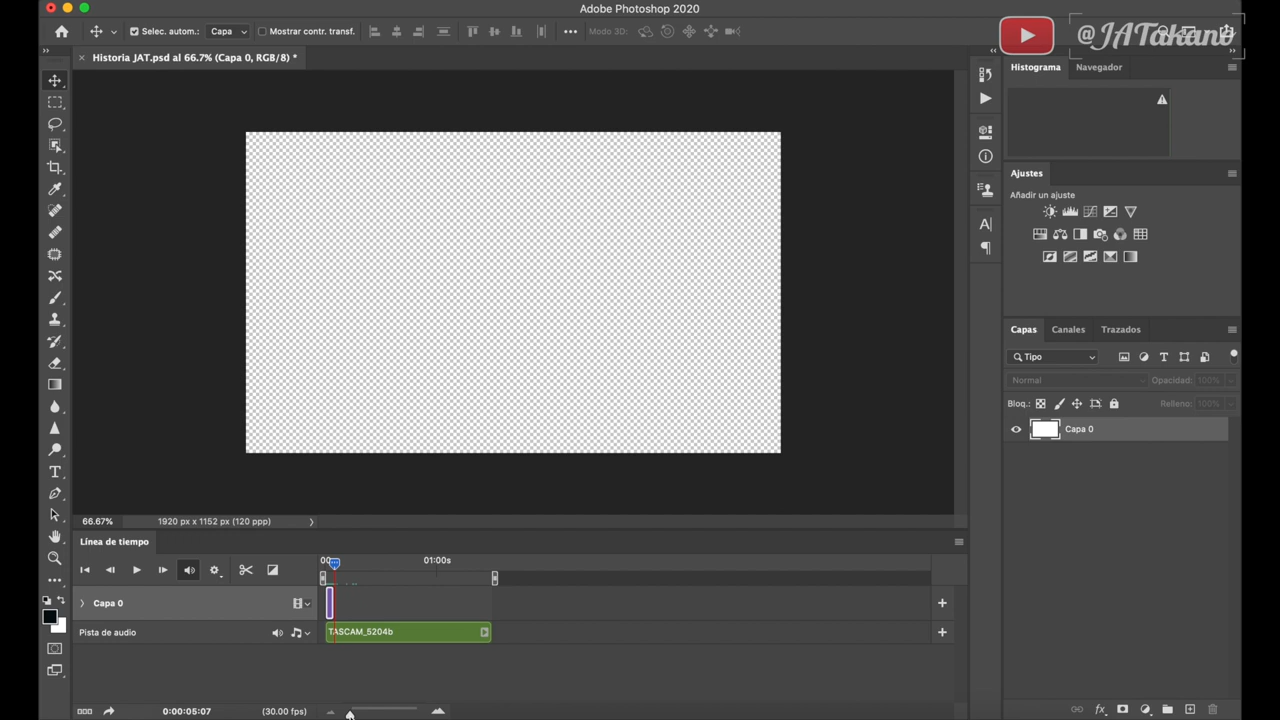 Adobe Photoshop 2020
Selec. autom.: Capa Mostrar contr. transf. Modo 3D:
@JATakano
× Historia JAT.psd al 66.7% (Capa 0, RGB/8) *
Histograma Navegador
Ajustes
Añadir un ajuste
Capas Canales Trazados
Tipo
Normal Opacidad: 100%
Bloq.: Relleno: 100%
Capa 0
66.67% 1920 px x 1152 px (120 ppp)
Línea de tiempo
00 01:00s
Capa 0
Pista de audio TASCAM_5204b
0:00:05:07 (30.00 fps)